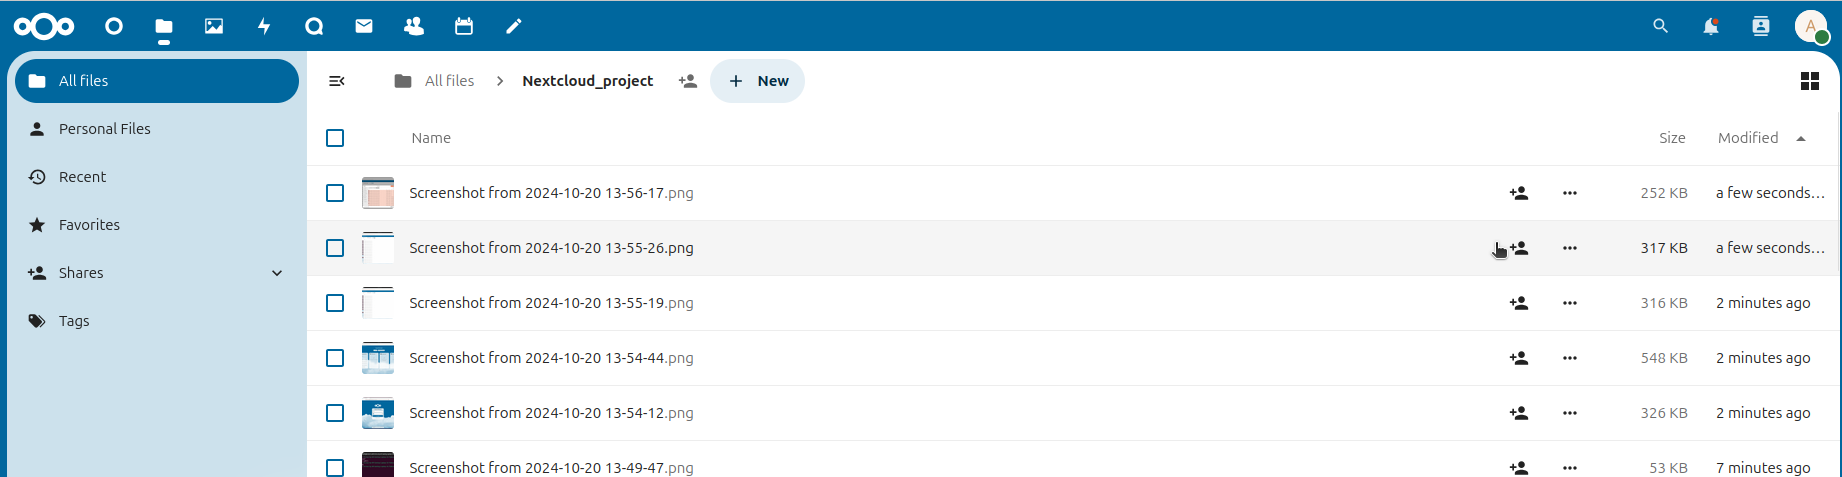 A
All files
Personal Files
Recent
Favorites
Shares
Tags
All files Nextcloud_project New
Name Size Modified
Screenshot from 2024-10-20 13-56-17.png 252 KB a few seconds…
Screenshot from 2024-10-20 13-55-26.png 317 KB a few seconds…
Screenshot from 2024-10-20 13-55-19.png 316 KB 2 minutes ago
Screenshot from 2024-10-20 13-54-44.png 548 KB 2 minutes ago
Screenshot from 2024-10-20 13-54-12.png 326 KB 2 minutes ago
Screenshot from 2024-10-20 13-49-47.png 53 KB 7 minutes ago